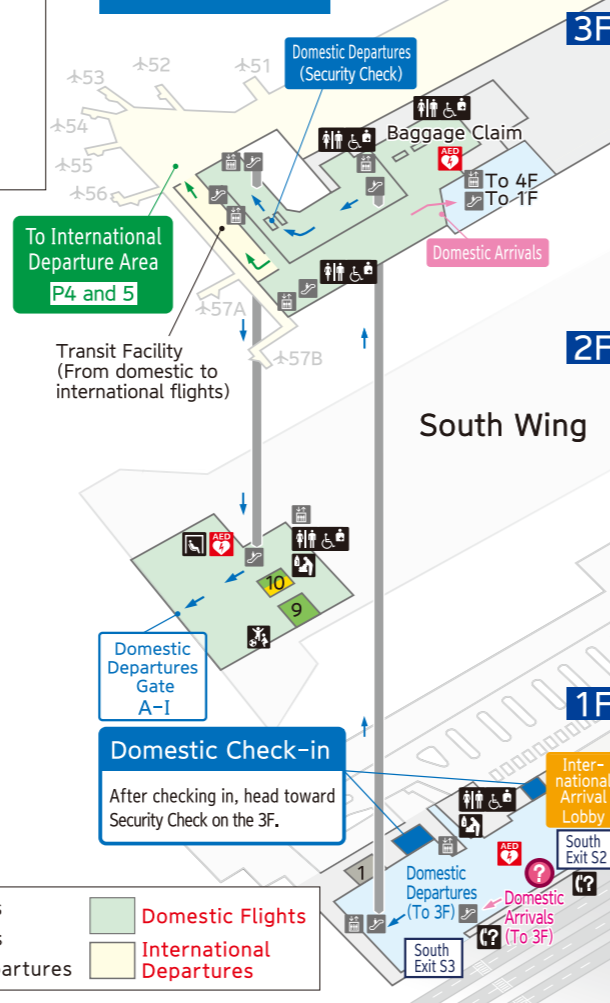 3F
Domestic Departures
(Security Check)
53
52
51
54
55
56
Baggage Claim
AED
To 4F
To 1F
Domestic Arrivals
To International
Departure Area
P4 and 5
57A
57B
Transit Facility
(From domestic to
international flights)
2F
South Wing
AED
10
9
Domestic
Departures
Gate
A-I
1F
Domestic Check-in
After checking in, head toward
Security Check on the 3F.
Inter-
national
Arrival
Lobby
South
Exit S2
AED
1
?
?
Domestic
Departures
(To 3F)
Domestic
Arrivals
(To 3F)
?
South
Exit S3
s
s
artures
Domestic Flights
International
Departures